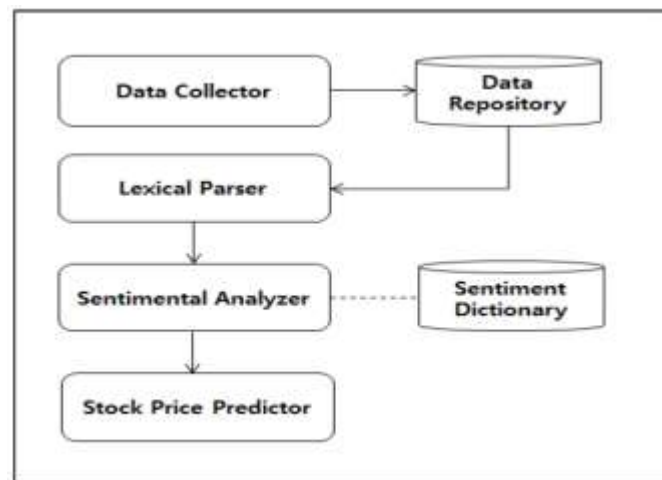 Data Collector
Data
Repository
Lexical Parser
Sentimental Analyzer
Sentiment
Dictionary
Stock Price Predictor